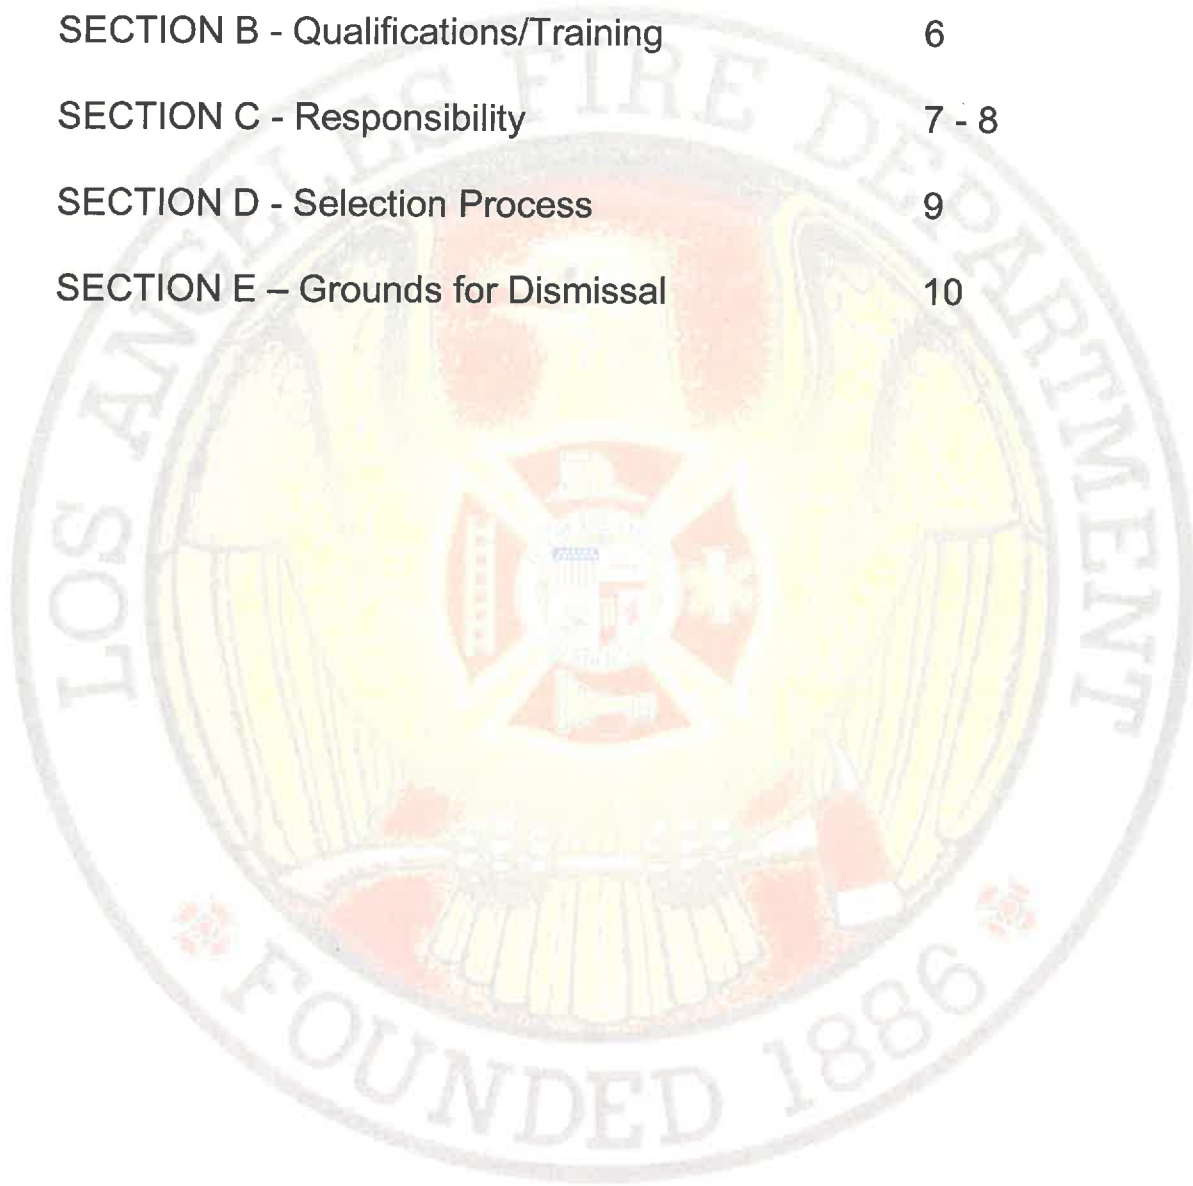 SECTION B - Qualifications/Training 6
SECTION C - Responsibility 7 - 8
SECTION D - Selection Process 9
SECTION E – Grounds for Dismissal 10
LOS ANGELES FIRE DEPARTMENT
FOUNDED 1886